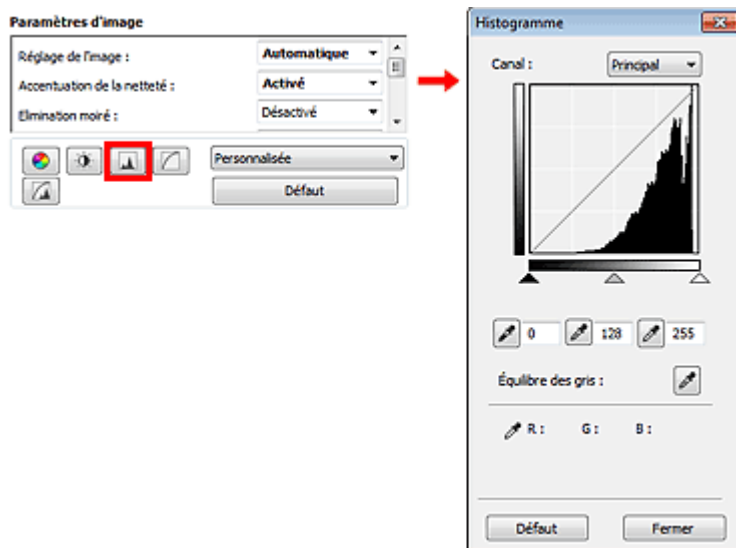 Paramètres d'image
Réglage de l'image : Automatique
Accentuation de la netteté : Activé
Elimination moiré : Désactivé
Personnalisée
Défaut
Histogramme
Canal : Principal
0 128 255
Équilibre des gris :
R : G : B :
Défaut Fermer